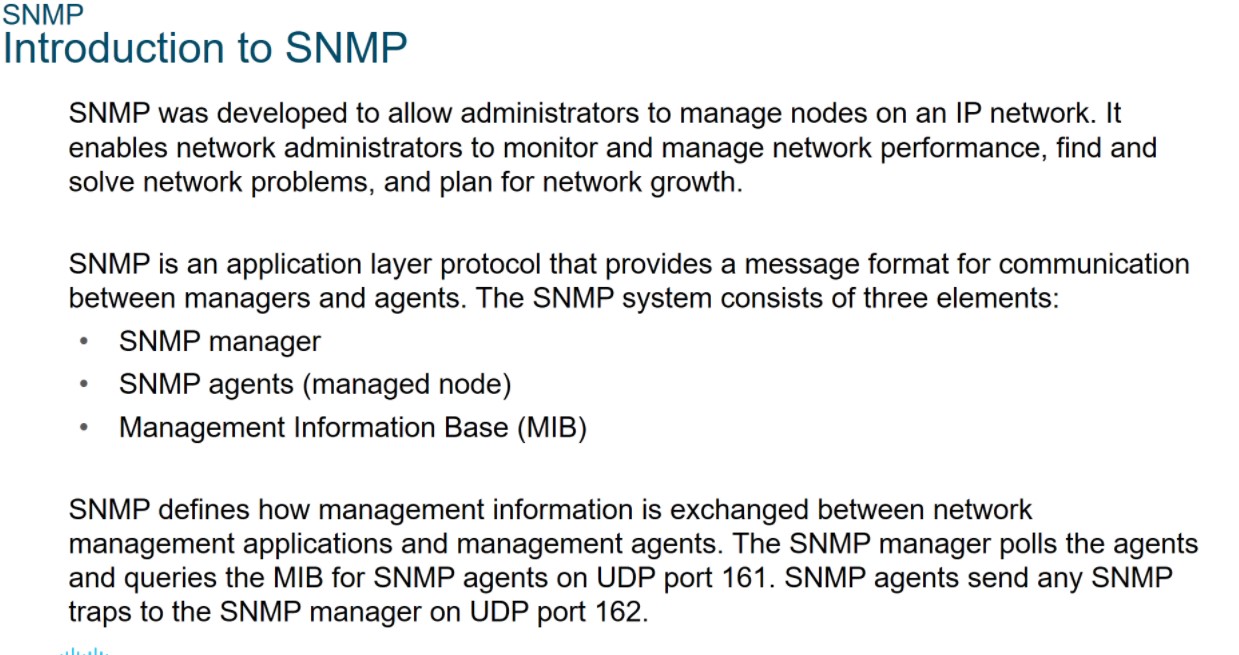 SNMP
Introduction to SNMP
SNMP was developed to allow administrators to manage nodes on an IP network. It
enables network administrators to monitor and manage network performance, find and
solve network problems, and plan for network growth.
SNMP is an application layer protocol that provides a message format for communication
between managers and agents. The SNMP system consists of three elements:
• SNMP manager
• SNMP agents (managed node)
• Management Information Base (MIB)
SNMP defines how management information is exchanged between network
management applications and management agents. The SNMP manager polls the agents
and queries the MIB for SNMP agents on UDP port 161. SNMP agents send any SNMP
traps to the SNMP manager on UDP port 162.